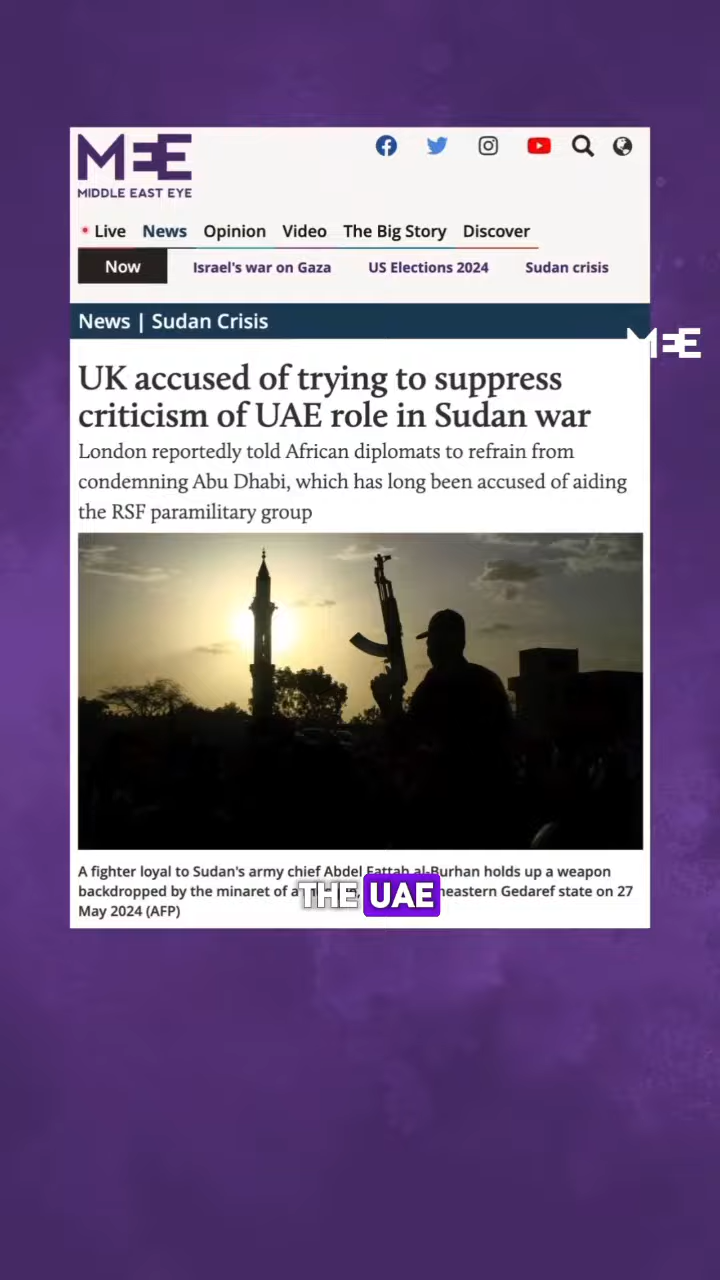 MEE
MIDDLE EAST EYE
Live News Opinion Video The Big Story Discover
Now Israel's war on Gaza US Elections 2024 Sudan crisis
News | Sudan Crisis
MEE
UK accused of trying to suppress
criticism of UAE role in Sudan war
London reportedly told African diplomats to refrain from
condemning Abu Dhabi, which has long been accused of aiding
the RSF paramilitary group
A fighter loyal to Sudan's army chief Abdel Fattah al-Burhan holds up a weapon
backdropped by the minaret of a
THE UAE
neastern Gedaref state on 27
May 2024 (AFP)